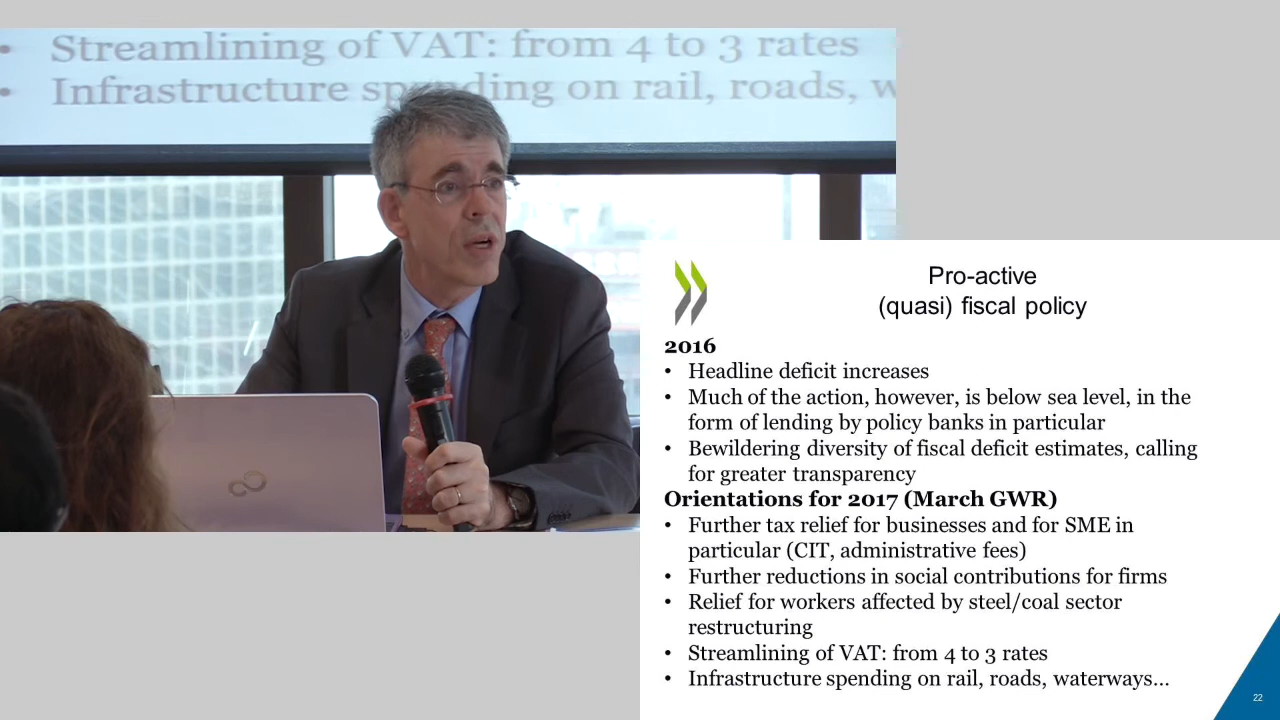 • Streamlining of VAT: from 4 to 3 rates
• Infrastructure spending on rail, roads, w
Pro-active
(quasi) fiscal policy
2016
• Headline deficit increases
• Much of the action, however, is below sea level, in the
form of lending by policy banks in particular
• Bewildering diversity of fiscal deficit estimates, calling
for greater transparency
Orientations for 2017 (March GWR)
• Further tax relief for businesses and for SME in
particular (CIT, administrative fees)
• Further reductions in social contributions for firms
• Relief for workers affected by steel/coal sector
restructuring
• Streamlining of VAT: from 4 to 3 rates
• Infrastructure spending on rail, roads, waterways...
22